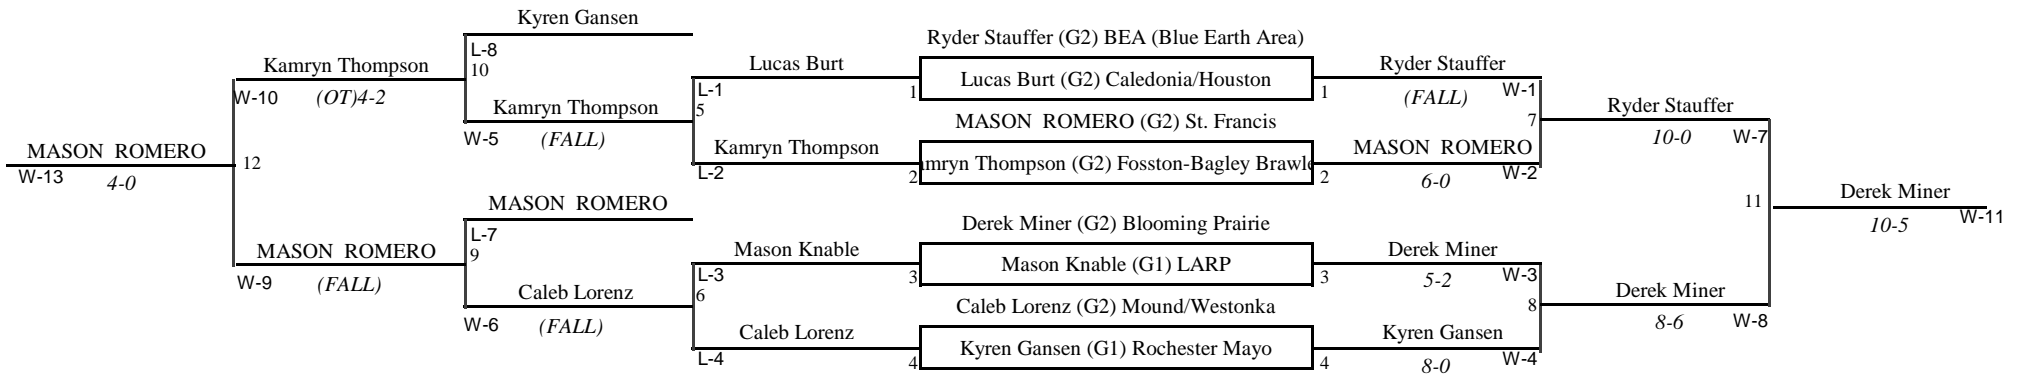 Kyren Gansen
L-8
10
Kamryn Thompson
W-10
(OT)4-2
Kamryn Thompson
W-5
(FALL)
MASON ROMERO
W-13
4-0
12
MASON ROMERO
L-7
9
MASON ROMERO
W-9
(FALL)
Caleb Lorenz
W-6
(FALL)
Lucas Burt
L-1
5
Kamryn Thompson
L-2
Mason Knable
L-3
6
Caleb Lorenz
L-4
Ryder Stauffer (G2) BEA (Blue Earth Area)
1 Lucas Burt (G2) Caledonia/Houston 1
MASON ROMERO (G2) St. Francis
2 mryn Thompson (G2) Fosston-Bagley Brawl 2
Derek Miner (G2) Blooming Prairie
3 Mason Knable (G1) LARP 3
Caleb Lorenz (G2) Mound/Westonka
4 Kyren Gansen (G1) Rochester Mayo 4
Ryder Stauffer
(FALL)
W-1
7
MASON ROMERO
6-0
W-2
Derek Miner
5-2
W-3
8
Kyren Gansen
8-0
W-4
Ryder Stauffer
10-0
W-7
11
Derek Miner
8-6
W-8
Derek Miner
10-5
W-11